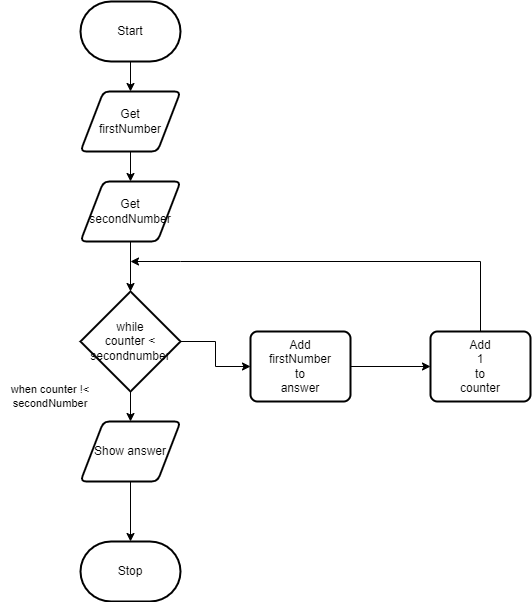 Start
Get
firstNumber
Get
secondNumber
while
counter <
secondnumber
Add
firstNumber
to
answer
Add
1
to
counter
when counter !<
secondNumber
Show answer
Stop